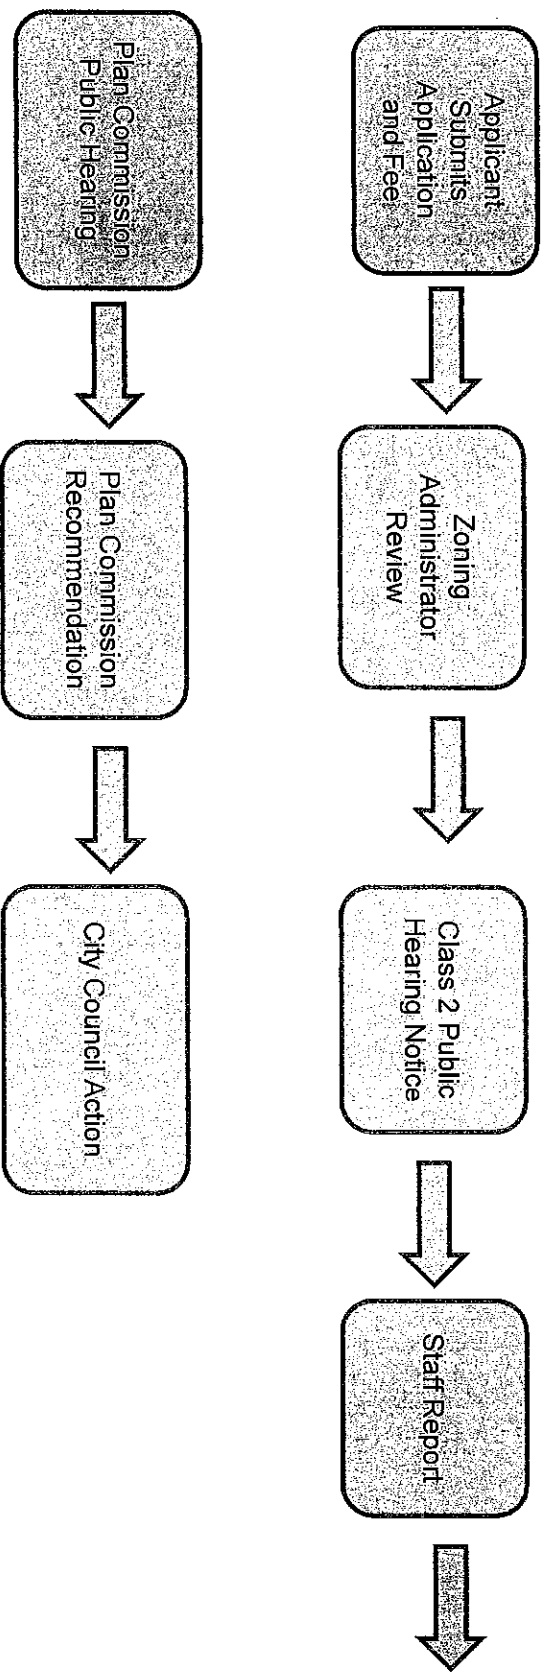 Applicant
Submits
Application
and Fee
Zoning
Administrator
Review
Class 2 Public
Hearing Notice
Staff Report
Plan Commission
Public Hearing
Plan Commission
Recommendation
City Council Action